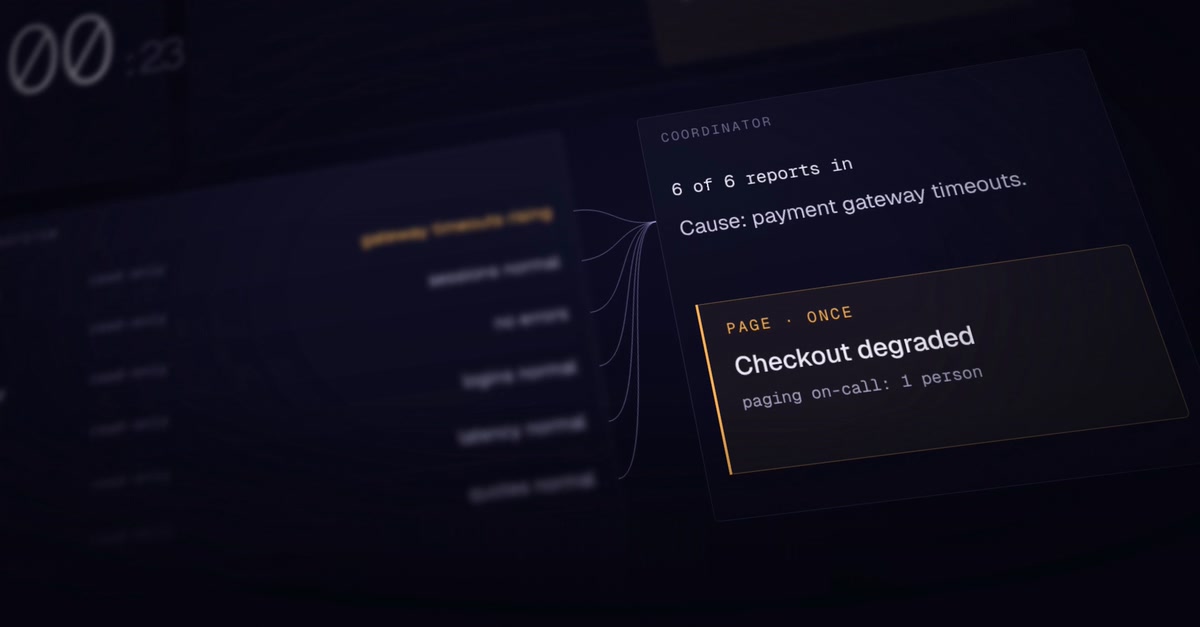 00:23
gateway timeouts rising
sessions normal
no errors
logins normal
latency normal
quotes normal
COORDINATOR
6 of 6 reports in
Cause: payment gateway timeouts.
PAGE · ONCE
Checkout degraded
paging on-call: 1 person